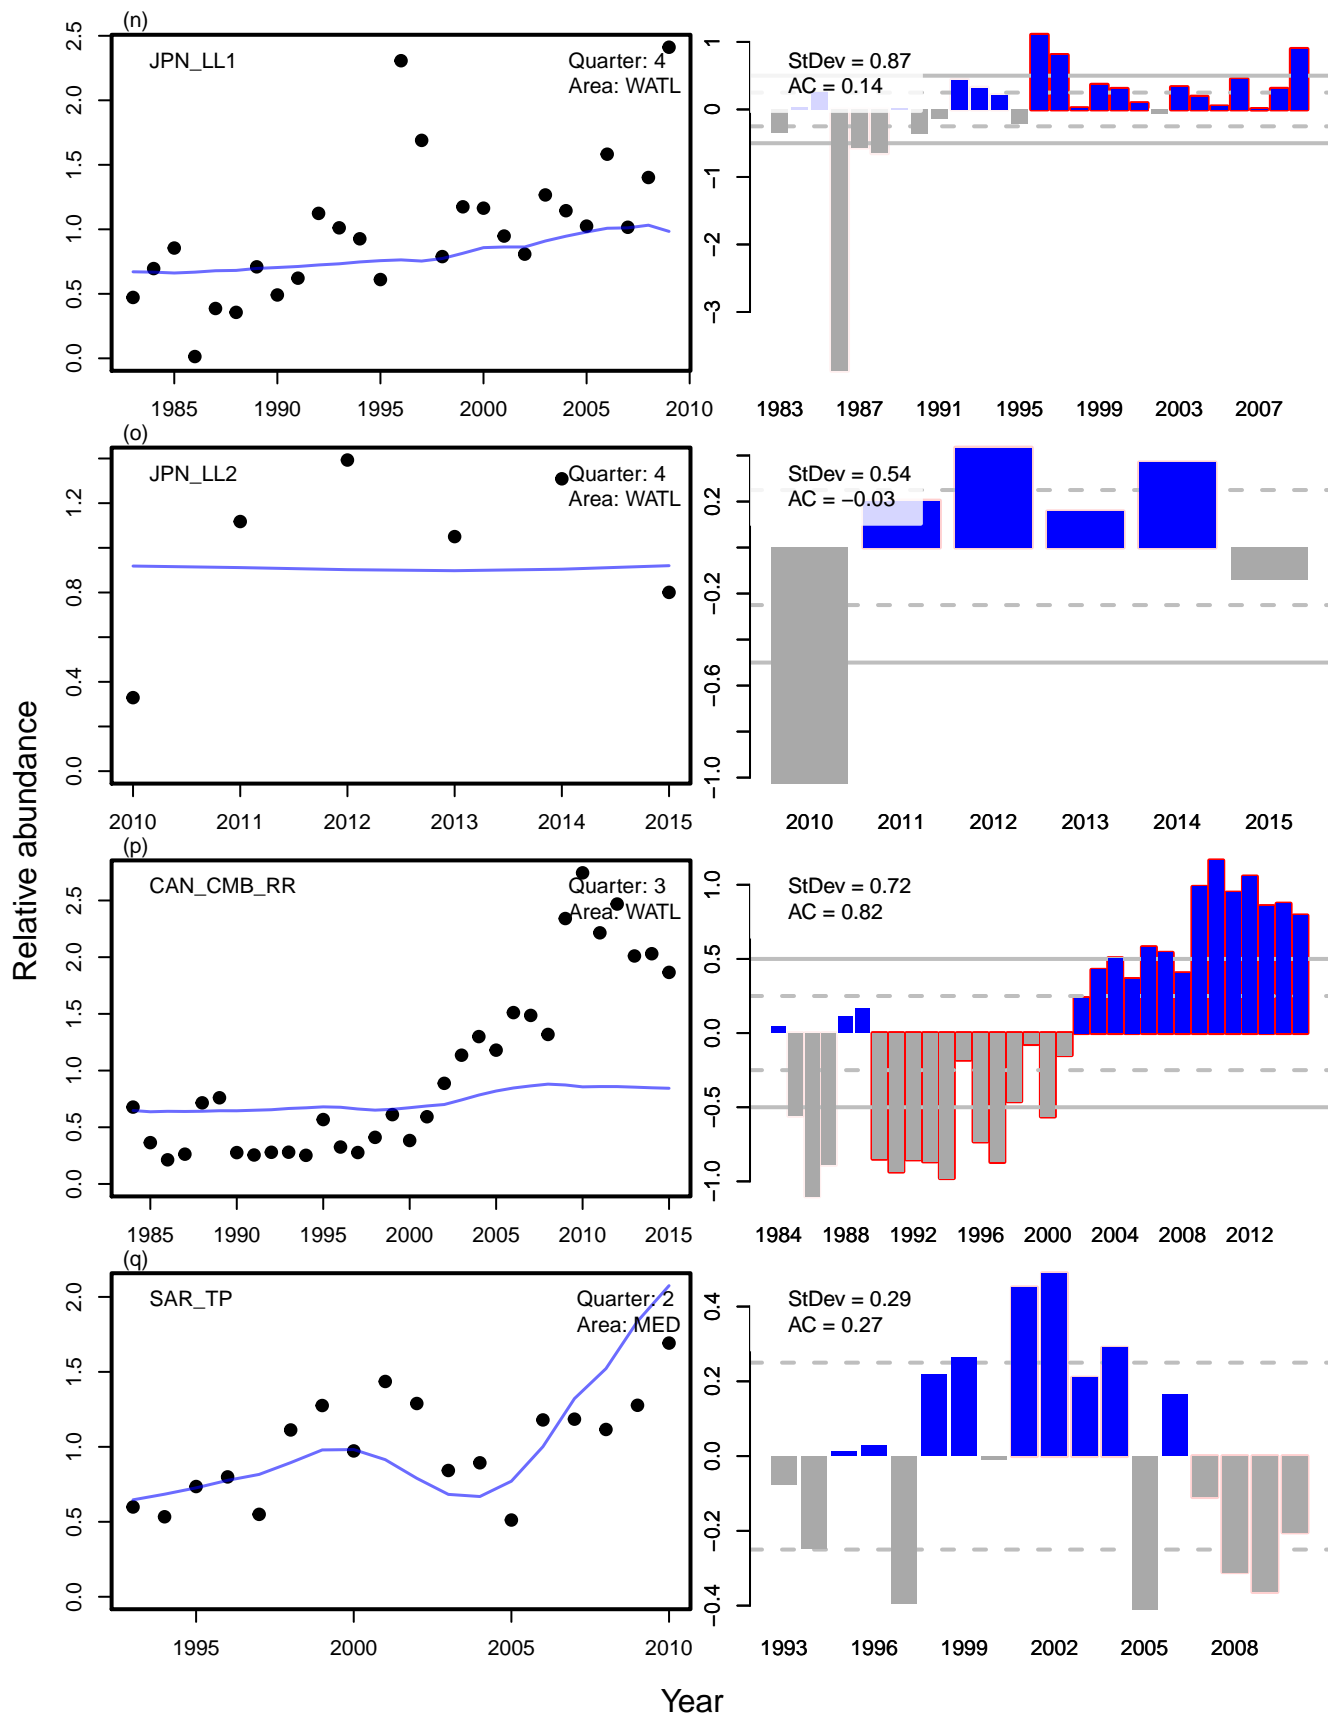 (n)
JPN_LL1
Quarter: 4
Area: WATL
0.0 0.5 1.0 1.5 2.0 2.5
1985 1990 1995 2000 2005 2010
StDev = 0.87
AC = 0.14
−3 −2 −1 0 1
1983 1987 1991 1995 1999 2003 2007
(o)
JPN_LL2
Quarter: 4
Area: WATL
0.0 0.4 0.8 1.2
2010 2011 2012 2013 2014 2015
StDev = 0.54
AC = −0.03
−1.0 −0.6 −0.2 0.2
2010 2011 2012 2013 2014 2015
(p)
CAN_CMB_RR
Quarter: 3
Area: WATL
0.0 0.5 1.0 1.5 2.0 2.5
1985 1990 1995 2000 2005 2010 2015
StDev = 0.72
AC = 0.82
−1.0 −0.5 0.0 0.5 1.0
1984 1988 1992 1996 2000 2004 2008 2012
(q)
SAR_TP
Quarter: 2
Area: MED
0.0 0.5 1.0 1.5 2.0
1995 2000 2005 2010
StDev = 0.29
AC = 0.27
−0.4 −0.2 0.0 0.2 0.4
1993 1996 1999 2002 2005 2008
Relative abundance
Year